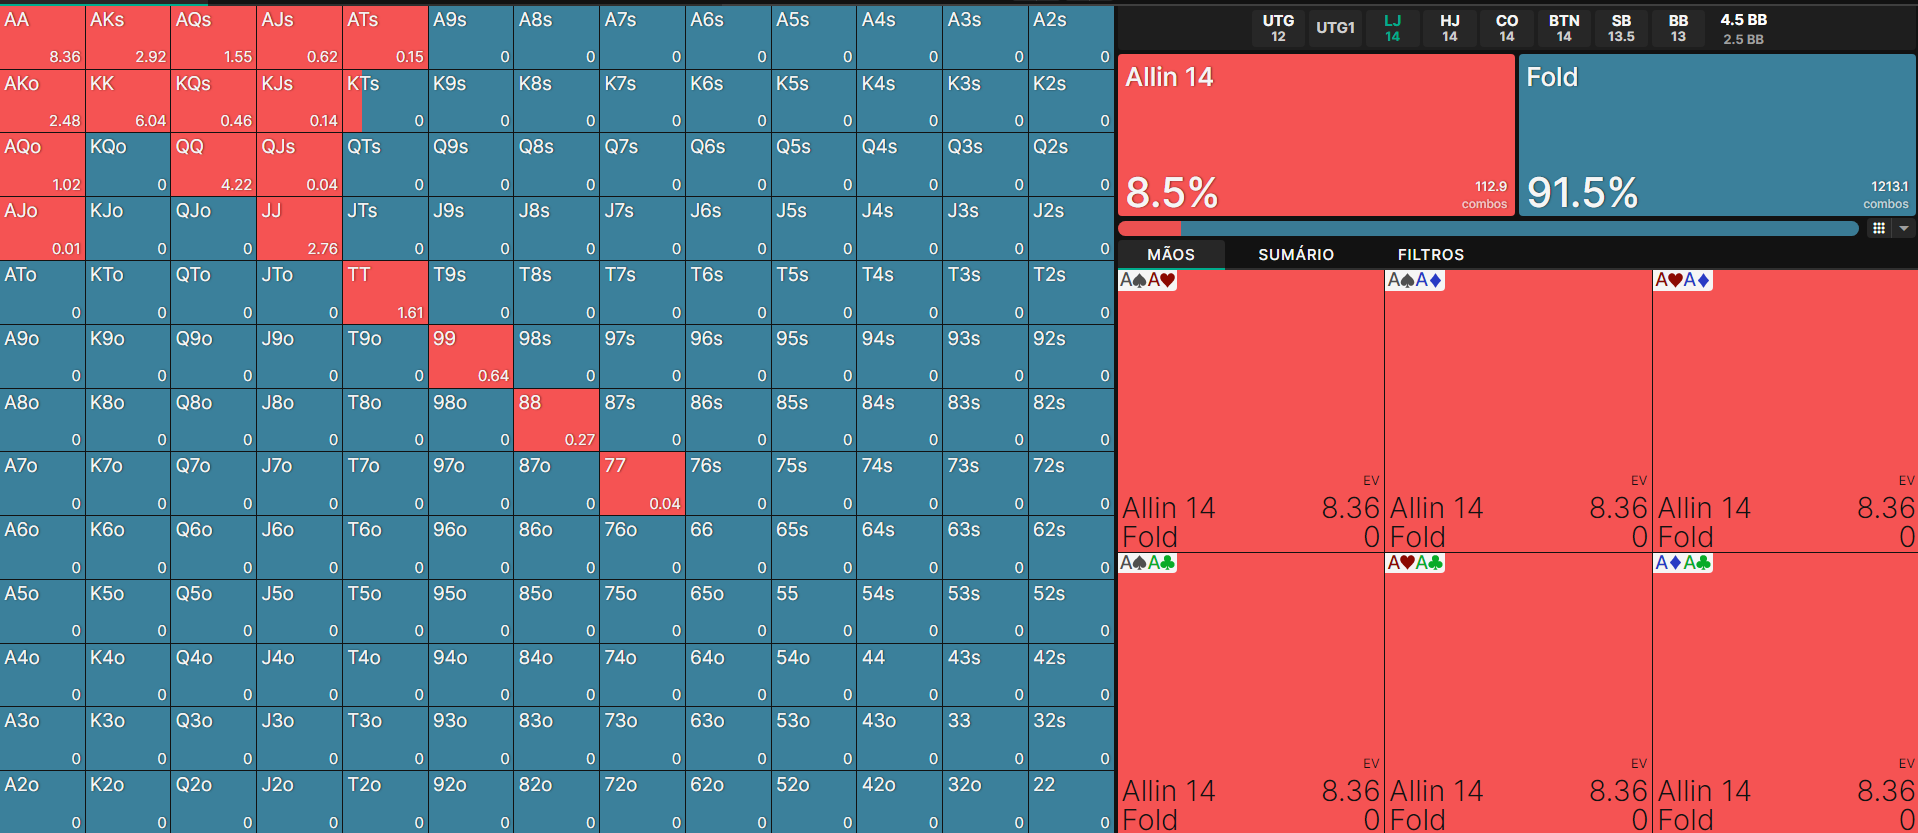 AA AKs AQs AJs ATs A9s A8s A7s A6s A5s A4s A3s A2s
8.36 2.92 1.55 0.62 0.15 0 0 0 0 0 0 0 0
AKo KK KQs KJs KTs K9s K8s K7s K6s K5s K4s K3s K2s
2.48 6.04 0.46 0.14 0 0 0 0 0 0 0 0 0
AQo KQo QQ QJs QTs Q9s Q8s Q7s Q6s Q5s Q4s Q3s Q2s
1.02 0 4.22 0.04 0 0 0 0 0 0 0 0 0
AJo KJo QJo JJ JTs J9s J8s J7s J6s J5s J4s J3s J2s
0.01 0 0 2.76 0 0 0 0 0 0 0 0 0
ATo KTo QTo JTo TT T9s T8s T7s T6s T5s T4s T3s T2s
0 0 0 0 1.61 0 0 0 0 0 0 0 0
A9o K9o Q9o J9o T9o 99 98s 97s 96s 95s 94s 93s 92s
0 0 0 0 0 0.64 0 0 0 0 0 0 0
A8o K8o Q8o J8o T8o 98o 88 87s 86s 85s 84s 83s 82s
0 0 0 0 0 0 0.27 0 0 0 0 0 0
A7o K7o Q7o J7o T7o 97o 87o 77 76s 75s 74s 73s 72s
0 0 0 0 0 0 0 0.04 0 0 0 0 0
A6o K6o Q6o J6o T6o 96o 86o 76o 66 65s 64s 63s 62s
0 0 0 0 0 0 0 0 0 0 0 0 0
A5o K5o Q5o J5o T5o 95o 85o 75o 65o 55 54s 53s 52s
0 0 0 0 0 0 0 0 0 0 0 0 0
A4o K4o Q4o J4o T4o 94o 84o 74o 64o 54o 44 43s 42s
0 0 0 0 0 0 0 0 0 0 0 0 0
A3o K3o Q3o J3o T3o 93o 83o 73o 63o 53o 43o 33 32s
0 0 0 0 0 0 0 0 0 0 0 0 0
A2o K2o Q2o J2o T2o 92o 82o 72o 62o 52o 42o 32o 22
0 0 0 0 0 0 0 0 0 0 0 0 0
UTG UTG1 LJ HJ CO BTN SB BB 4.5 BB
12 14 14 14 14 13.5 13 2.5 BB
Allin 14 Fold
8.5% 112.9 combos 91.5% 1213.1 combos
MÃOS SUMÁRIO FILTROS
A♠A♥ A♠A♦ A♥A♦
EV EV EV
Allin 14 8.36 Allin 14 8.36 Allin 14 8.36
Fold 0 Fold 0 Fold 0
A♠A♣ A♥A♣ A♦A♣
EV EV EV
Allin 14 8.36 Allin 14 8.36 Allin 14 8.36
Fold 0 Fold 0 Fold 0